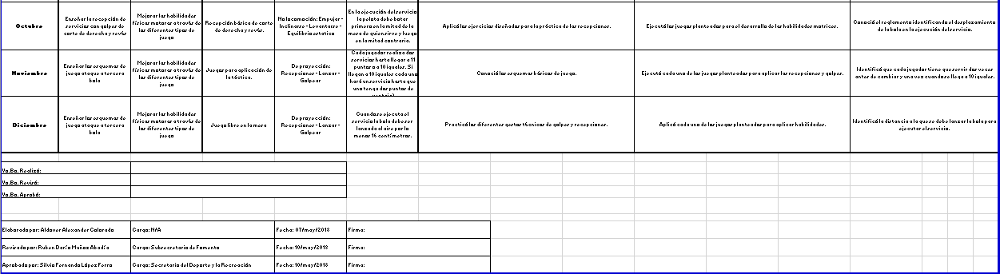 Octubre
Enseñar la recepción de
servicios con golpes de
corto de derecha y revés
Mejorar las habilidades
físicas motoras a través de
las diferentes tipos de
juego
Recepción básica de corto
de derecha y revés.
No locomoción: Empujar -
Inclinarse - Levantarse -
Equilibrio estatico
En la ejecución del servicio
la pelota debe botar
primero en la mitad de la
mesa de quien sirve y luego
en la mitad contraria.
Aplicó los ejercicios diseñados para la práctica de las recepciones.
Ejecutó los juegos planteados para el desarrollo de las habilidades motrices.
Conoció el reglamento identificando el desplazamiento
de la bola en la ejecución del servicio.
Noviembre
Enseñar los esquemas de
juego ataque a tercera
bola
Mejorar las habilidades
físicas motoras a través de
las diferentes tipos de
juego
Juegos para aplicación de
la táctica.
De proyección:
Recepciones - Lanzar -
Golpear
Cada jugador realiza dos
servicios hasta llegar a 11
puntos o 10 iguales. Si
llegan a 10 iguales cada uno
hará un servicio hasta que
uno tenga dos puntos de
Conoció los esquemas básicos de juego.
Ejecutó cada uno de los juegos planteados para aplicar las recepciones y golpes.
Identificó que cada jugador tiene que servir dos veces
antes de cambiar y una vez cuando se llega a 10 iguales.
Diciembre
Enseñar los esquemas de
juego ataque a tercera
bola
Mejorar las habilidades
físicas motoras a través de
las diferentes tipos de
juego
Juego libre en la mesa
De proyección:
Recepciones - Lanzar -
Golpear
Cuando se ejecuta el
servicio la bola debe ser
lanzada al aire por lo
menos 16 centímetros.
Practicó los diferentes gestos técnicos de golpes y recepciones.
Aplicó cada uno de los juegos planteados para aplicar habilidades.
Identificó la distancia a la que se debe lanzar la bola para
ejecutar el servicio.
Vo.Bo. Realizó:
Vo.Bo. Revisó:
Vo.Bo. Aprobó:
Elaborado por: Aldover Alexander Colorado Cargo: N/A Fecha: 07/may/2018 Firma:
Revisado por: Ruben Darío Muñoz Abadía Cargo: Subsecretario de Fomento Fecha: 10/may/2018 Firma:
Aprobado por: Silvia Fernanda López Ferro Cargo: Secretaria del Deporte y la Recreación Fecha: 10/may/2018 Firma: